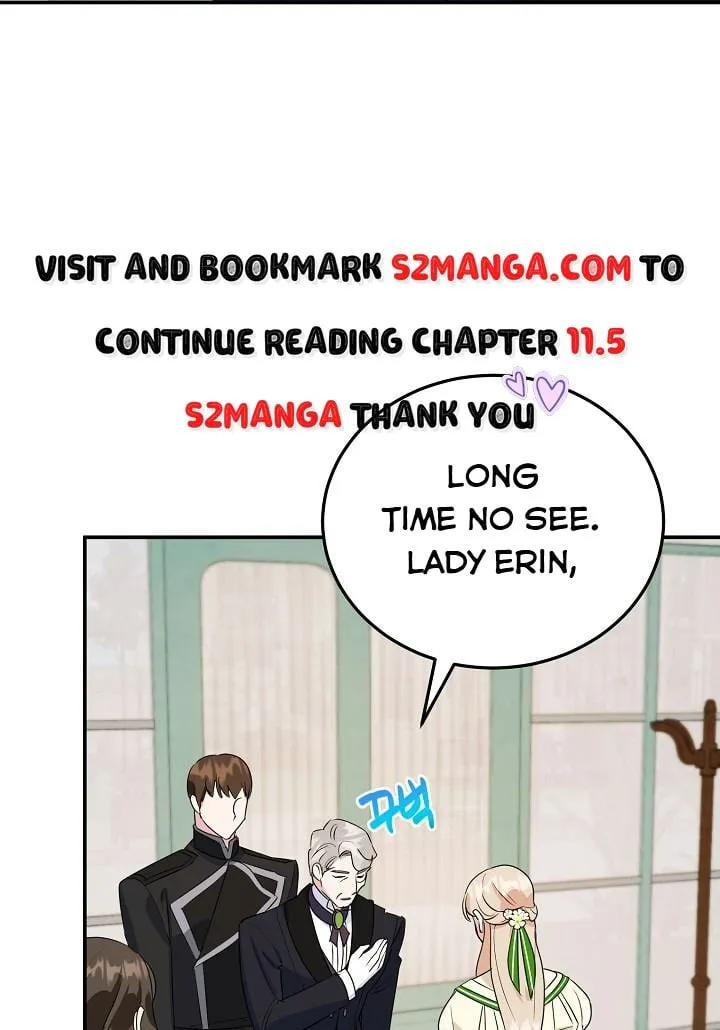 VISIT AND BOOKMARK S2MANGA.COM TO
CONTINUE READING CHAPTER 11.5
S2MANGA THANK YOU
LONG
TIME NO SEE.
LADY ERIN,
꾸벅